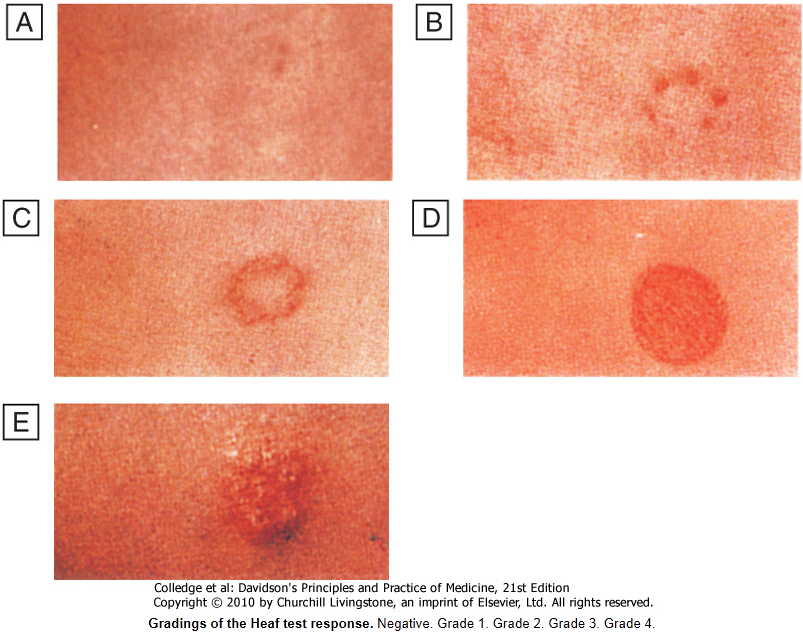 A
B
C
D
E
Colledge et al: Davidson's Principles and Practice of Medicine, 21st Edition
Copyright © 2010 by Churchill Livingstone, an imprint of Elsevier, Ltd. All rights reserved.
Gradings of the Heaf test response. Negative. Grade 1. Grade 2. Grade 3. Grade 4.